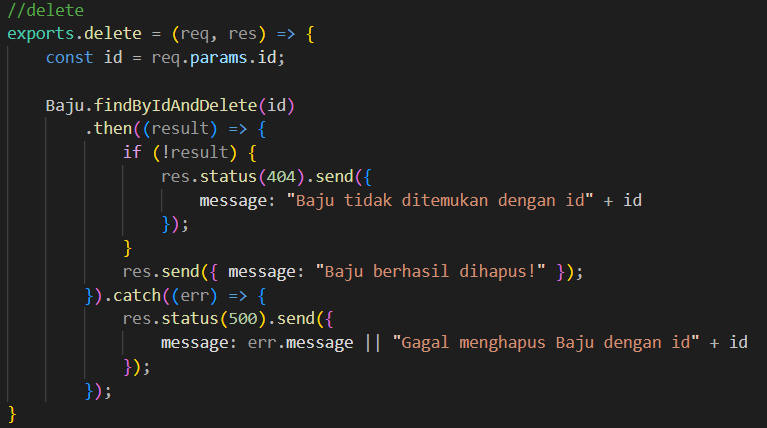 //delete
exports.delete = (req, res) => {
    const id = req.params.id;

    Baju.findByIdAndDelete(id)
        .then((result) => {
            if (!result) {
                res.status(404).send({
                    message: "Baju tidak ditemukan dengan id" + id
                });
            }
            res.send({ message: "Baju berhasil dihapus!" });
        }).catch((err) => {
            res.status(500).send({
                message: err.message || "Gagal menghapus Baju dengan id" + id
            });
        });
}